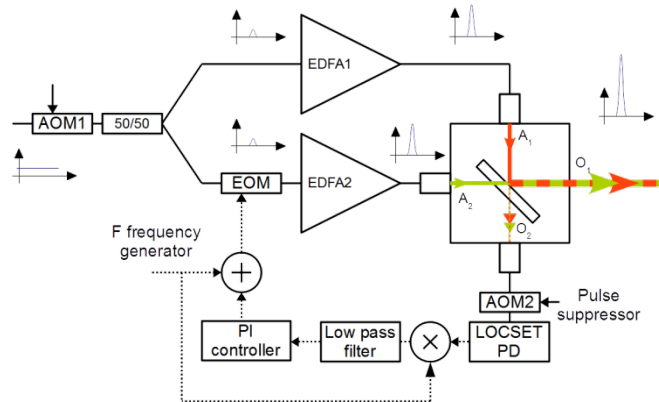 EDFA1
AOM1
50/50
A1
O1
EOM
EDFA2
A2
O2
F frequency
generator
+
AOM2
Pulse
suppressor
PI
controller
Low pass
filter
×
LOCSET
PD